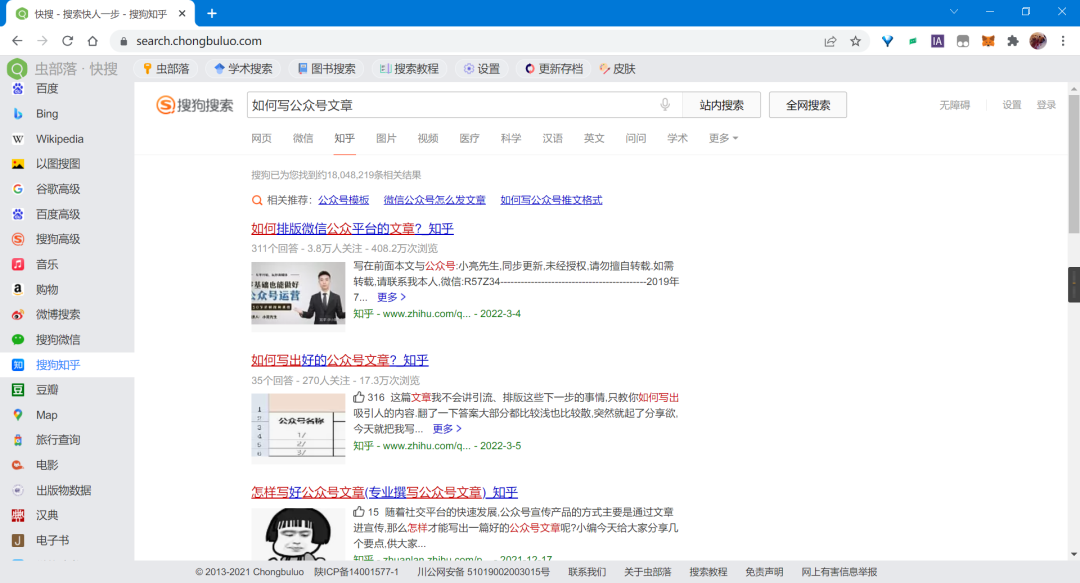 快搜 - 搜索快人一步 - 搜狗知乎
search.chongbuluo.com
虫部落 · 快搜
虫部落 学术搜索 图书搜索 搜索教程 设置 更新存档 皮肤
百度
Bing
Wikipedia
以图搜图
谷歌高级
百度高级
搜狗高级
音乐
购物
微博搜索
搜狗微信
搜狗知乎
豆瓣
Map
旅行查询
电影
出版物数据
汉典
电子书
搜狗搜索 如何写公众号文章 站内搜索 全网搜索 无障碍 设置 登录
网页 微信 知乎 图片 视频 医疗 科学 汉语 英文 问问 学术 更多
搜狗已为您找到约18,048,219条相关结果
相关推荐: 公众号模板 微信公众号怎么发文章 如何写公众号推文格式
如何排版微信公众平台的文章?_知乎
311个回答 - 3.8万人关注 - 408.2万次浏览
写在前面本文与公众号:小亮先生,同步更新,未经授权,请勿擅自转载.如需
转载,请联系我本人,微信:R57Z34-------------------------------------------2019年
7... 更多 >
知乎 - www.zhihu.com/q... - 2022-3-4
如何写出好的公众号文章?_知乎
35个回答 - 270人关注 - 17.3万次浏览
316 这篇文章我不会讲引流、排版这些下一步的事情,只教你如何写出
吸引人的内容.翻了一下答案大部分都比较浅也比较散,突然就起了分享欲,
今天就把我写... 更多 >
知乎 - www.zhihu.com/q... - 2022-3-5
公众号名称
1/
2/
3/
怎样写好公众号文章(专业撰写公众号文章)_知乎
15 随着社交平台的快速发展,公众号宣传产品的方式主要是通过文章
进宣传,那么怎样才能写出一篇好的公众号文章呢?小编今天给大家分享几
个要点,供大家...
知乎 - zhuanlan.zhihu.com/p... - 2021-12-17
© 2013-2021 Chongbuluo 陕ICP备14001577-1 川公网安备 51019002003015号 联系我们 关于虫部落 搜索教程 免责声明 网上有害信息举报